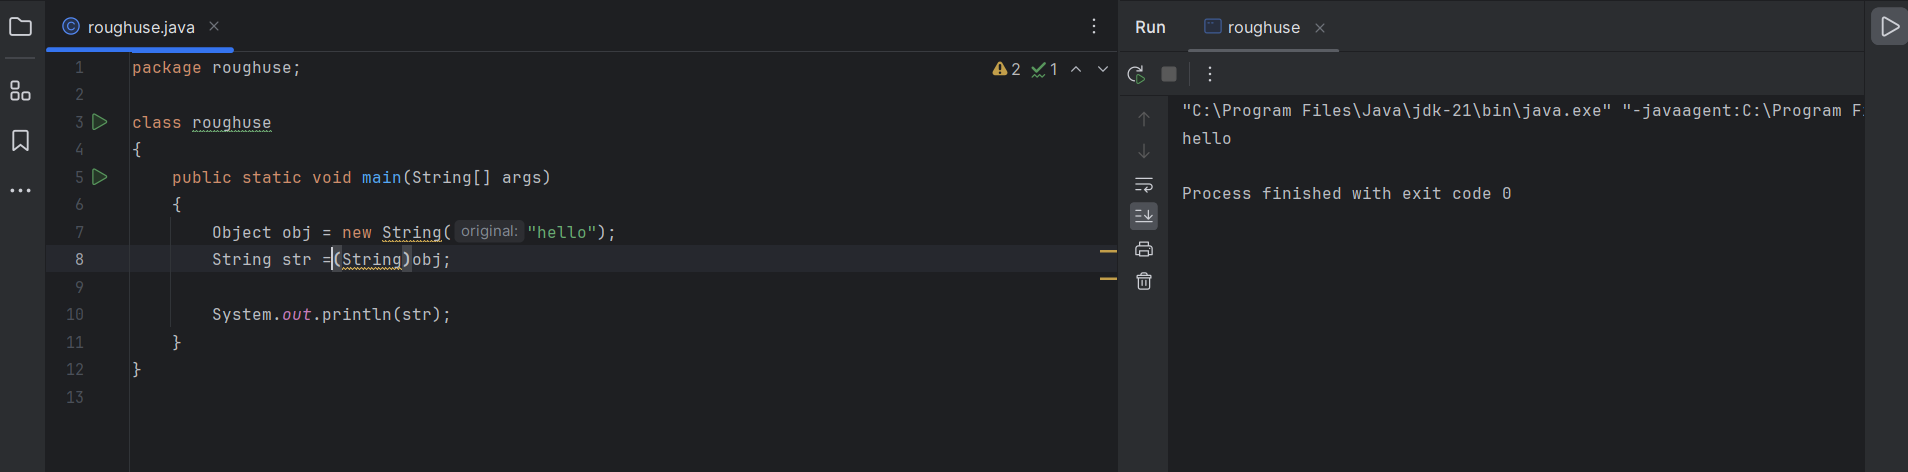 roughuse.java
Run roughuse
2 1
1 package roughuse;
2
3 class roughuse
4 {
5 public static void main(String[] args)
6 {
7 Object obj = new String( original: "hello");
8 String str =(String)obj;
9
10 System.out.println(str);
11 }
12 }
13
"C:\Program Files\Java\jdk-21\bin\java.exe" "-javaagent:C:\Program Fi
hello
Process finished with exit code 0